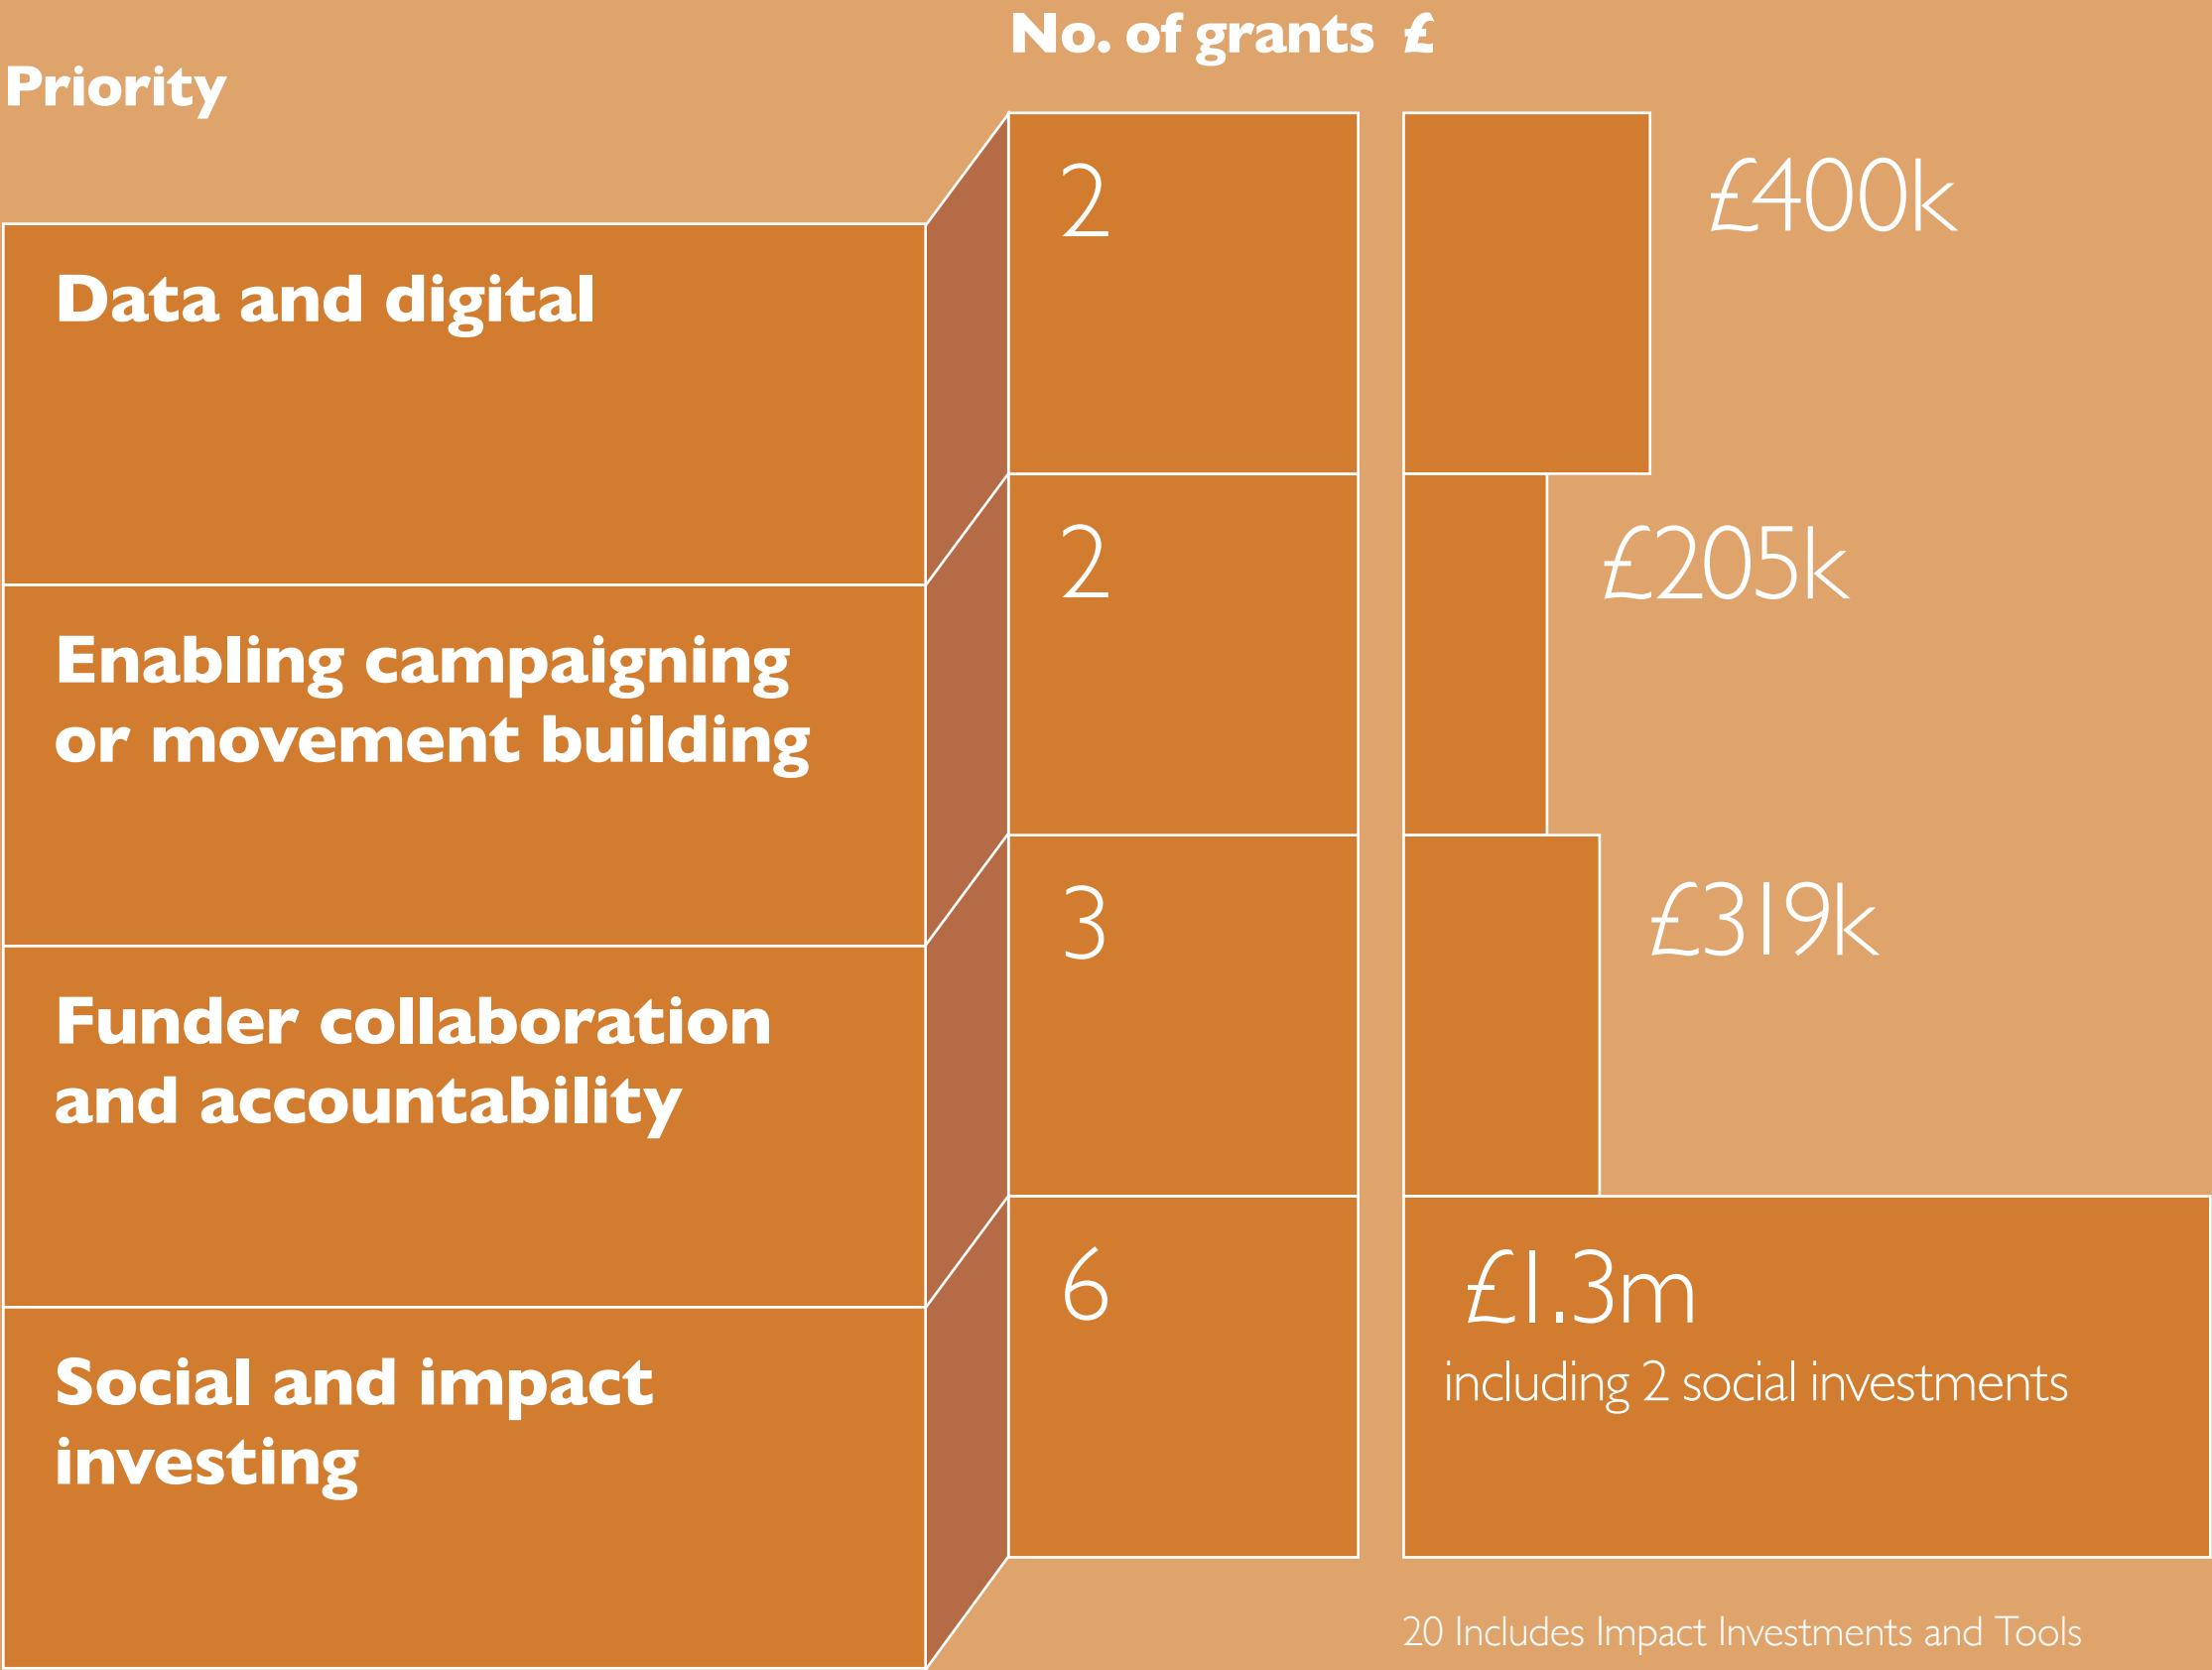 Priority
No. of grants £
Data and digital
2
£400k
Enabling campaigning
or movement building
2
£205k
Funder collaboration
and accountability
3
£319k
Social and impact
investing
6
£1.3m
including 2 social investments
20 Includes Impact Investments and Tools